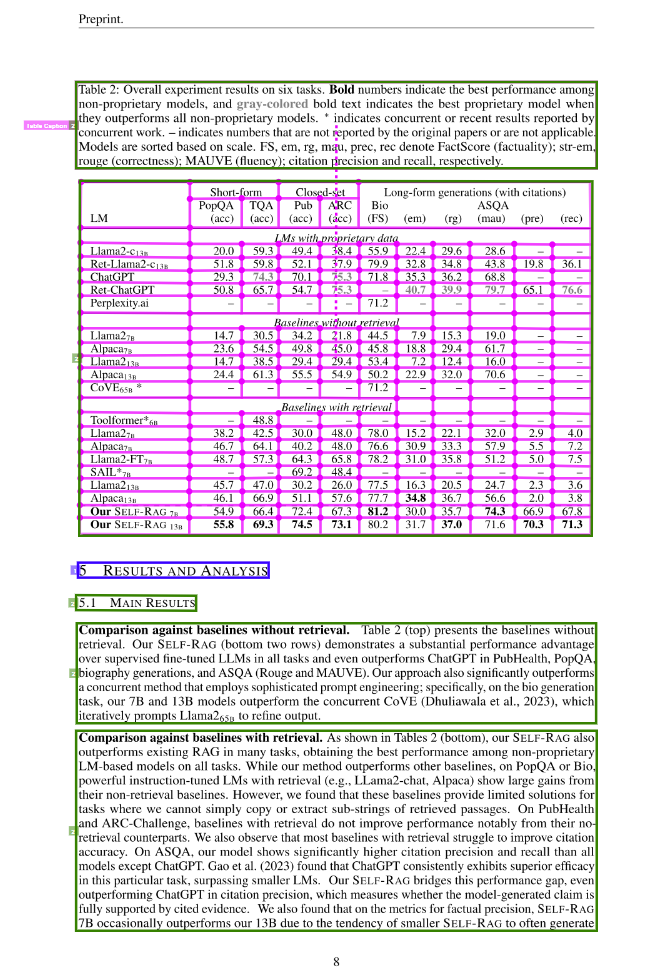 Preprint.
Table 2: Overall experiment results on six tasks. Bold numbers indicate the best performance among
non-proprietary models, and gray-colored bold text indicates the best proprietary model when
they outperforms all non-proprietary models. * indicates concurrent or recent results reported by
Table Caption 2
concurrent work. – indicates numbers that are not reported by the original papers or are not applicable.
Models are sorted based on scale. FS, em, rg, mau, prec, rec denote FactScore (factuality); str-em,
rouge (correctness); MAUVE (fluency); citation precision and recall, respectively.
Short-form Closed-set Long-form generations (with citations)
PopQA TQA Pub ARC Bio ASQA
LM (acc) (acc) (acc) (acc) (FS) (em) (rg) (mau) (pre) (rec)
LMs with proprietary data
Llama2-c13B 20.0 59.3 49.4 38.4 55.9 22.4 29.6 28.6 – –
Ret-Llama2-c13B 51.8 59.8 52.1 37.9 79.9 32.8 34.8 43.8 19.8 36.1
ChatGPT 29.3 74.3 70.1 75.3 71.8 35.3 36.2 68.8 – –
Ret-ChatGPT 50.8 65.7 54.7 75.3 – 40.7 39.9 79.7 65.1 76.6
Perplexity.ai – – – – 71.2 – – – – –
Baselines without retrieval
Llama27B 14.7 30.5 34.2 21.8 44.5 7.9 15.3 19.0 – –
Alpaca7B 23.6 54.5 49.8 45.0 45.8 18.8 29.4 61.7 – –
Llama213B 14.7 38.5 29.4 29.4 53.4 7.2 12.4 16.0 – –
Alpaca13B 24.4 61.3 55.5 54.9 50.2 22.9 32.0 70.6 – –
CoVE65B * – – – – 71.2 – – – – –
Baselines with retrieval
Toolformer*6B – 48.8 – – – – – – – –
Llama27B 38.2 42.5 30.0 48.0 78.0 15.2 22.1 32.0 2.9 4.0
Alpaca7B 46.7 64.1 40.2 48.0 76.6 30.9 33.3 57.9 5.5 7.2
Llama2-FT7B 48.7 57.3 64.3 65.8 78.2 31.0 35.8 51.2 5.0 7.5
SAIL*7B – – 69.2 48.4 – – – – – –
Llama213B 45.7 47.0 30.2 26.0 77.5 16.3 20.5 24.7 2.3 3.6
Alpaca13B 46.1 66.9 51.1 57.6 77.7 34.8 36.7 56.6 2.0 3.8
Our SELF-RAG 7B 54.9 66.4 72.4 67.3 81.2 30.0 35.7 74.3 66.9 67.8
Our SELF-RAG 13B 55.8 69.3 74.5 73.1 80.2 31.7 37.0 71.6 70.3 71.3
5 RESULTS AND ANALYSIS
5.1 MAIN RESULTS
Comparison against baselines without retrieval. Table 2 (top) presents the baselines without
retrieval. Our SELF-RAG (bottom two rows) demonstrates a substantial performance advantage
over supervised fine-tuned LLMs in all tasks and even outperforms ChatGPT in PubHealth, PopQA,
biography generations, and ASQA (Rouge and MAUVE). Our approach also significantly outperforms
a concurrent method that employs sophisticated prompt engineering; specifically, on the bio generation
task, our 7B and 13B models outperform the concurrent CoVE (Dhuliawala et al., 2023), which
iteratively prompts Llama265B to refine output.
Comparison against baselines with retrieval. As shown in Tables 2 (bottom), our SELF-RAG also
outperforms existing RAG in many tasks, obtaining the best performance among non-proprietary
LM-based models on all tasks. While our method outperforms other baselines, on PopQA or Bio,
powerful instruction-tuned LMs with retrieval (e.g., LLama2-chat, Alpaca) show large gains from
their non-retrieval baselines. However, we found that these baselines provide limited solutions for
tasks where we cannot simply copy or extract sub-strings of retrieved passages. On PubHealth
and ARC-Challenge, baselines with retrieval do not improve performance notably from their no-
retrieval counterparts. We also observe that most baselines with retrieval struggle to improve citation
accuracy. On ASQA, our model shows significantly higher citation precision and recall than all
models except ChatGPT. Gao et al. (2023) found that ChatGPT consistently exhibits superior efficacy
in this particular task, surpassing smaller LMs. Our SELF-RAG bridges this performance gap, even
outperforming ChatGPT in citation precision, which measures whether the model-generated claim is
fully supported by cited evidence. We also found that on the metrics for factual precision, SELF-RAG
7B occasionally outperforms our 13B due to the tendency of smaller SELF-RAG to often generate
8